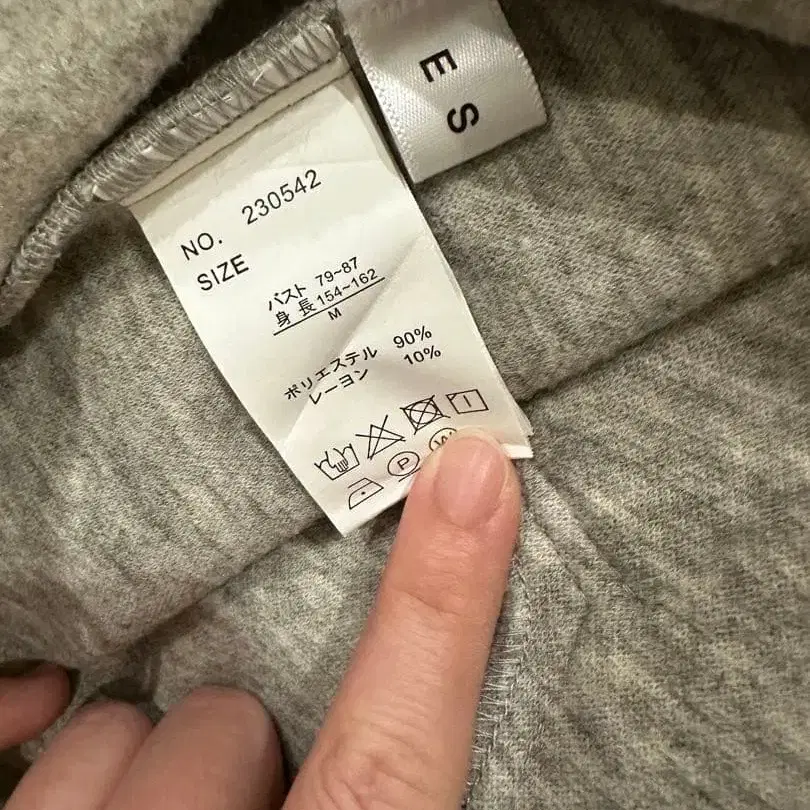 E S
NO. 230542
SIZE
バスト 79~87
身 長 154~162
M
ポリエステル 90%
レーヨン 10%
P
W